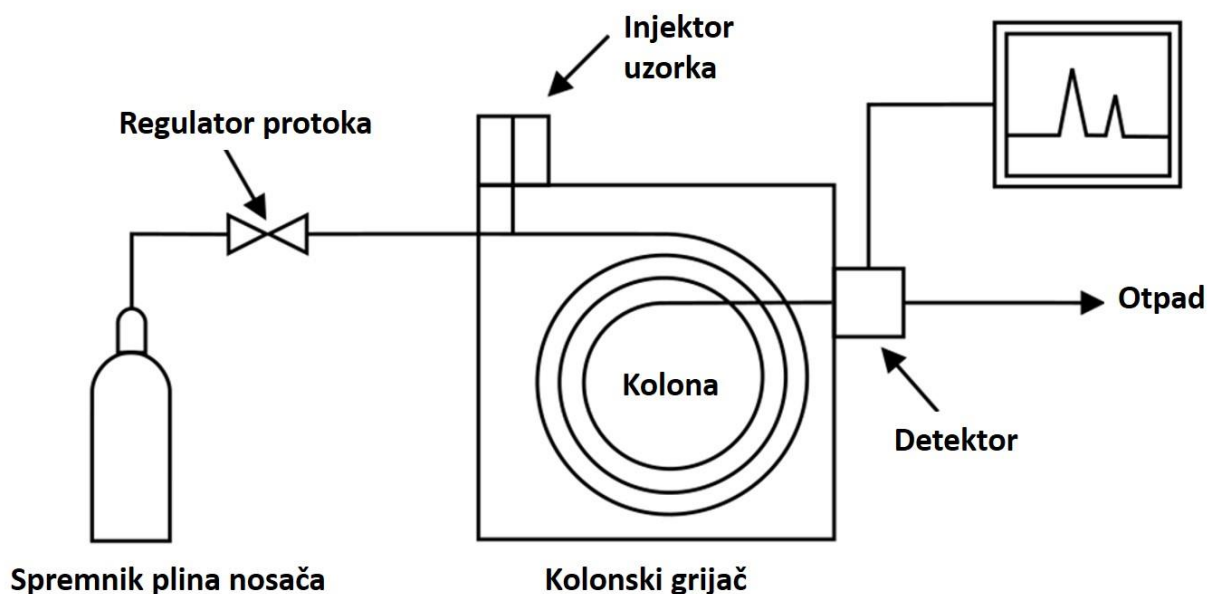 Injektor
uzorka
Regulator protoka
Otpad
Kolona
Detektor
Spremnik plina nosača
Kolonski grijač